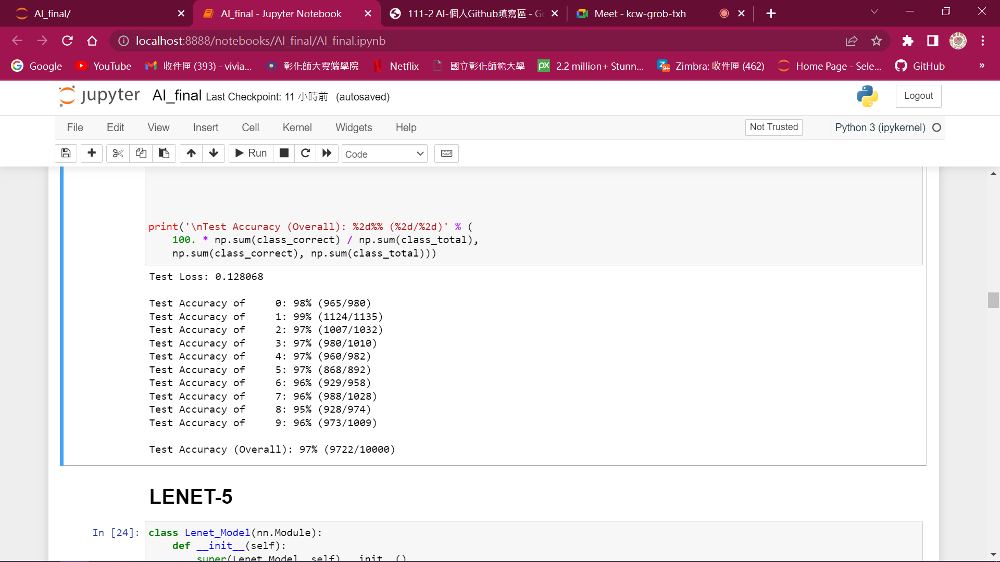 AI_final/
AI_final - Jupyter Notebook
111-2 AI-個人Github填寫區 - Go
Meet - kcw-grob-txh
localhost:8888/notebooks/AI_final/AI_final.ipynb
Google
YouTube
收件匣 (393) - vivia...
彰化師大雲端學院
Netflix
國立彰化師範大學
2.2 million+ Stunn...
Zimbra: 收件匣 (462)
Home Page - Sele...
GitHub
»
jupyter AI_final Last Checkpoint: 11 小時前 (autosaved)
Logout
File Edit View Insert Cell Kernel Widgets Help
Not Trusted
Python 3 (ipykernel)
Run
Code
print('\nTest Accuracy (Overall): %2d%% (%2d/%2d)' % (
    100. * np.sum(class_correct) / np.sum(class_total),
    np.sum(class_correct), np.sum(class_total)))
Test Loss: 0.128068
Test Accuracy of     0: 98% (965/980)
Test Accuracy of     1: 99% (1124/1135)
Test Accuracy of     2: 97% (1007/1032)
Test Accuracy of     3: 97% (980/1010)
Test Accuracy of     4: 97% (960/982)
Test Accuracy of     5: 97% (868/892)
Test Accuracy of     6: 96% (929/958)
Test Accuracy of     7: 96% (988/1028)
Test Accuracy of     8: 95% (928/974)
Test Accuracy of     9: 96% (973/1009)
Test Accuracy (Overall): 97% (9722/10000)
LENET-5
In [24]:
class Lenet_Model(nn.Module):
    def __init__(self):
        super(Lenet_Model, self).__init__()